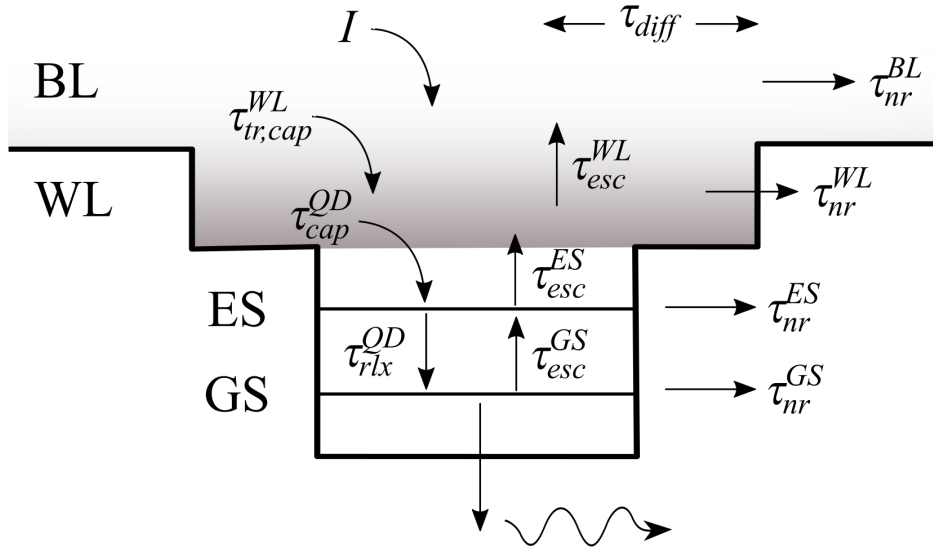 I
τ_diff
BL
τ_nr^BL
τ_tr,cap^WL
τ_esc^WL
WL
τ_nr^WL
τ_cap^QD
τ_esc^ES
ES
τ_nr^ES
τ_rlx^QD
τ_esc^GS
GS
τ_nr^GS